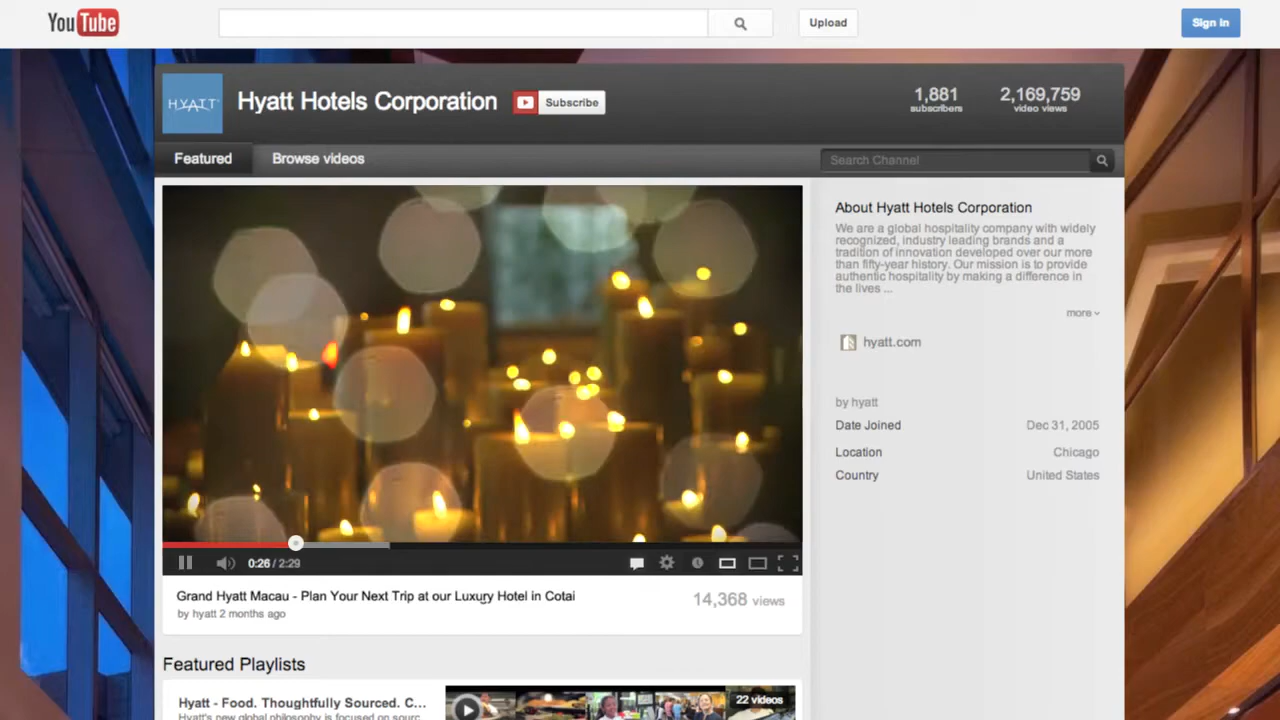 YouTube
Upload
Sign In
HYATT
Hyatt Hotels Corporation
Subscribe
1,881
subscribers
2,169,759
video views
Featured
Browse videos
Search Channel
0:26 / 2:29
Grand Hyatt Macau - Plan Your Next Trip at our Luxury Hotel in Cotai
by hyatt 2 months ago
14,368 views
About Hyatt Hotels Corporation
We are a global hospitality company with widely
recognized, industry leading brands and a
tradition of innovation developed over our more
than fifty-year history. Our mission is to provide
authentic hospitality by making a difference in
the lives ...
more
hyatt.com
by hyatt
Date Joined Dec 31, 2005
Location Chicago
Country United States
Featured Playlists
Hyatt - Food. Thoughtfully Sourced. C...
Hyatt's new global philosophy is focused on sourc
22 videos